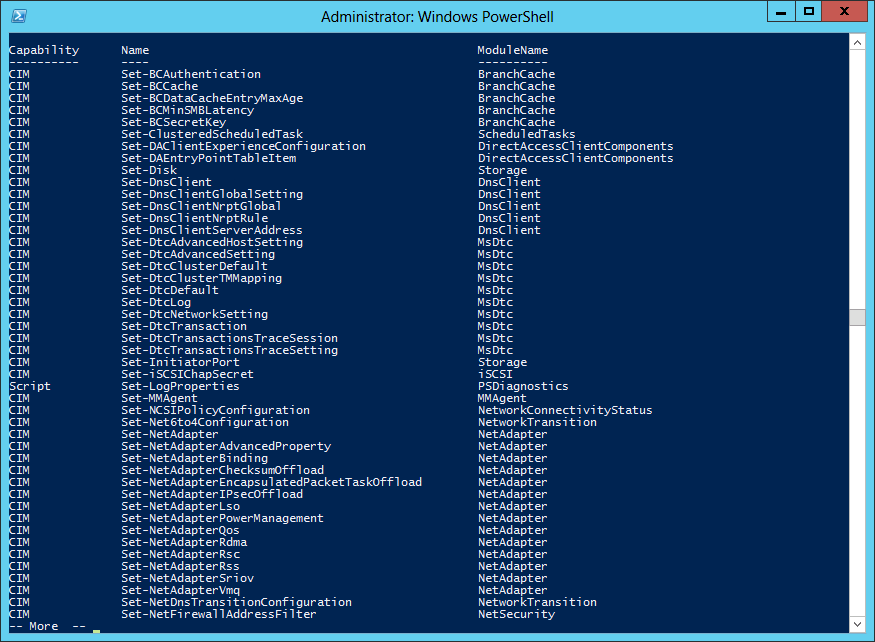 Administrator: Windows PowerShell
Capability Name ModuleName
---------- ---- ----------
CIM Set-BCAuthentication BranchCache
CIM Set-BCCache BranchCache
CIM Set-BCDataCacheEntryMaxAge BranchCache
CIM Set-BCMinSMBLatency BranchCache
CIM Set-BCSecretKey BranchCache
CIM Set-ClusteredScheduledTask ScheduledTasks
CIM Set-DAClientExperienceConfiguration DirectAccessClientComponents
CIM Set-DAEntryPointTableItem DirectAccessClientComponents
CIM Set-Disk Storage
CIM Set-DnsClient DnsClient
CIM Set-DnsClientGlobalSetting DnsClient
CIM Set-DnsClientNrptGlobal DnsClient
CIM Set-DnsClientNrptRule DnsClient
CIM Set-DnsClientServerAddress DnsClient
CIM Set-DtcAdvancedHostSetting MsDtc
CIM Set-DtcAdvancedSetting MsDtc
CIM Set-DtcClusterDefault MsDtc
CIM Set-DtcClusterTMMapping MsDtc
CIM Set-DtcDefault MsDtc
CIM Set-DtcLog MsDtc
CIM Set-DtcNetworkSetting MsDtc
CIM Set-DtcTransaction MsDtc
CIM Set-DtcTransactionsTraceSession MsDtc
CIM Set-DtcTransactionsTraceSetting MsDtc
CIM Set-InitiatorPort Storage
CIM Set-iSCSIChapSecret iSCSI
Script Set-LogProperties PSDiagnostics
CIM Set-MMAgent MMAgent
CIM Set-NCSIPolicyConfiguration NetworkConnectivityStatus
CIM Set-Net6to4Configuration NetworkTransition
CIM Set-NetAdapter NetAdapter
CIM Set-NetAdapterAdvancedProperty NetAdapter
CIM Set-NetAdapterBinding NetAdapter
CIM Set-NetAdapterChecksumOffload NetAdapter
CIM Set-NetAdapterEncapsulatedPacketTaskOffload NetAdapter
CIM Set-NetAdapterIPsecOffload NetAdapter
CIM Set-NetAdapterLso NetAdapter
CIM Set-NetAdapterPowerManagement NetAdapter
CIM Set-NetAdapterQos NetAdapter
CIM Set-NetAdapterRdma NetAdapter
CIM Set-NetAdapterRsc NetAdapter
CIM Set-NetAdapterRss NetAdapter
CIM Set-NetAdapterSriov NetAdapter
CIM Set-NetAdapterVmq NetAdapter
CIM Set-NetDnsTransitionConfiguration NetworkTransition
CIM Set-NetFirewallAddressFilter NetSecurity
-- More --